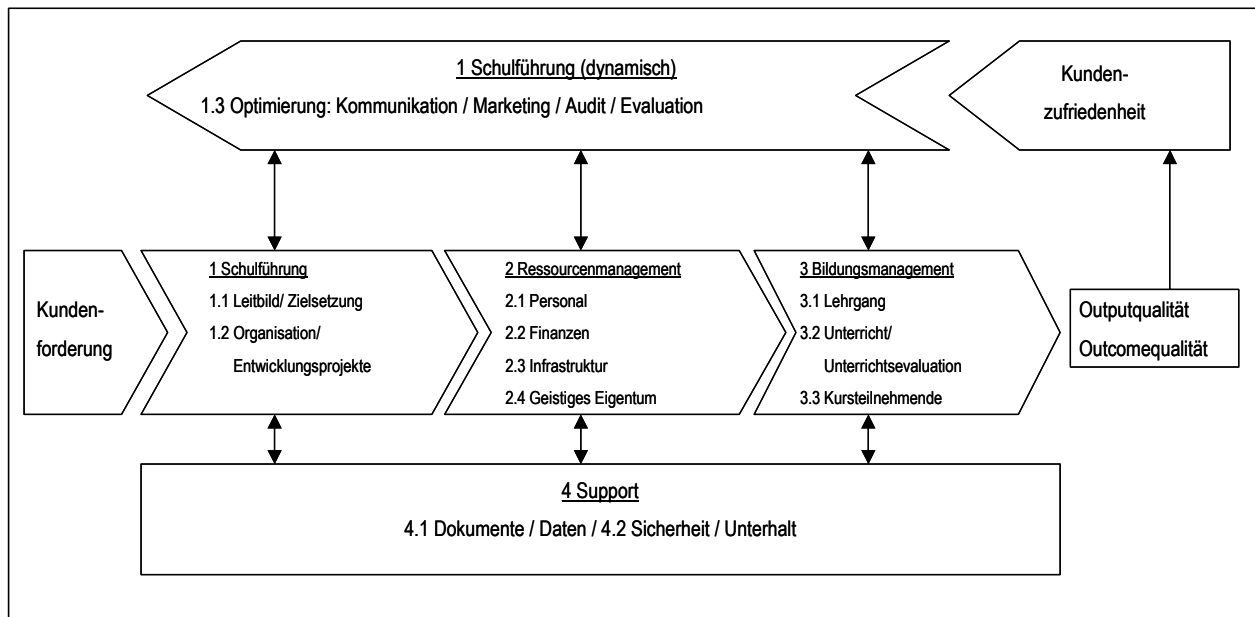 1 Schulführung (dynamisch)
1.3 Optimierung: Kommunikation / Marketing / Audit / Evaluation
Kunden-
zufriedenheit
Kunden-
forderung
1 Schulführung
1.1 Leitbild/ Zielsetzung
1.2 Organisation/
Entwicklungsprojekte
2 Ressourcenmanagement
2.1 Personal
2.2 Finanzen
2.3 Infrastruktur
2.4 Geistiges Eigentum
3 Bildungsmanagement
3.1 Lehrgang
3.2 Unterricht/
Unterrichtsevaluation
3.3 Kursteilnehmende
Outputqualität
Outcomequalität
4 Support
4.1 Dokumente / Daten / 4.2 Sicherheit / Unterhalt